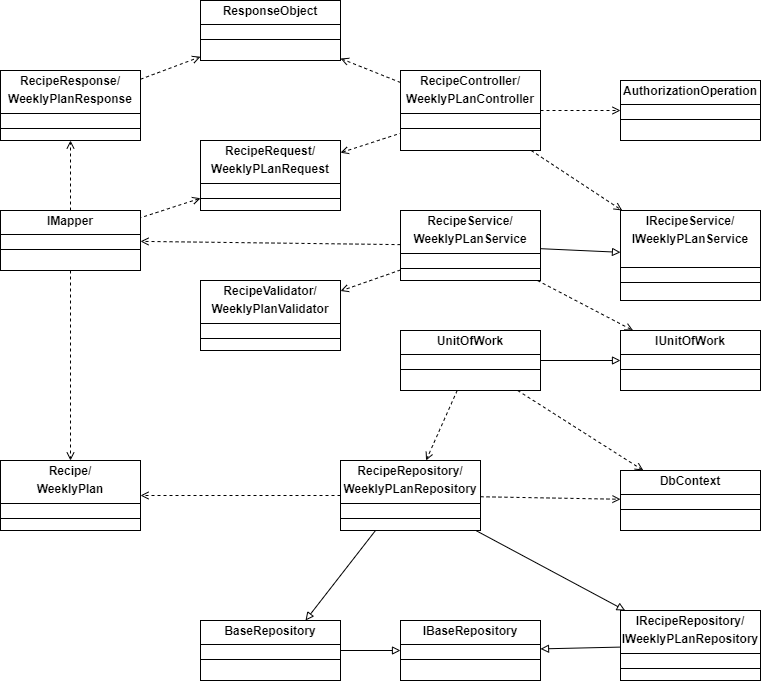 ResponseObject
RecipeResponse/
WeeklyPlanResponse
RecipeController/
WeeklyPLanController
AuthorizationOperation
RecipeRequest/
WeeklyPLanRequest
IMapper
RecipeService/
WeeklyPLanService
IRecipeService/
IWeeklyPLanService
RecipeValidator/
WeeklyPlanValidator
UnitOfWork
IUnitOfWork
Recipe/
WeeklyPlan
RecipeRepository/
WeeklyPLanRepository
DbContext
BaseRepository
IBaseRepository
IRecipeRepository/
IWeeklyPLanRepository